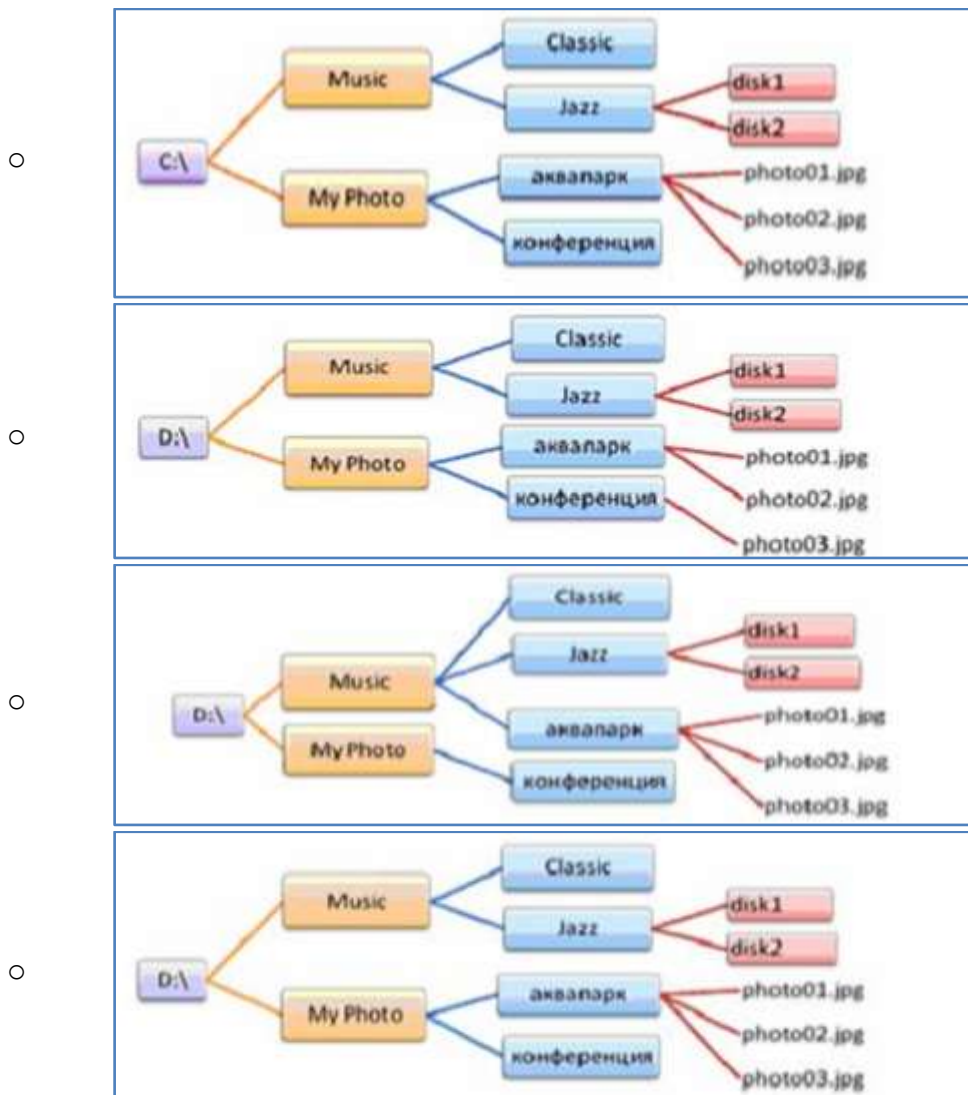 Classic
Music
disk1
Jazz
disk2
C:\
аквапарк
photo01.jpg
My Photo
photo02.jpg
конференция
photo03.jpg
Classic
Music
disk1
Jazz
disk2
D:\
аквапарк
photo01.jpg
My Photo
конференция
photo02.jpg
photo03.jpg
Classic
disk1
Jazz
disk2
Music
D:\
аквапарк
photo01.jpg
My Photo
photo02.jpg
конференция
photo03.jpg
Classic
Music
disk1
Jazz
disk2
D:\
аквапарк
photo01.jpg
My Photo
photo02.jpg
конференция
photo03.jpg